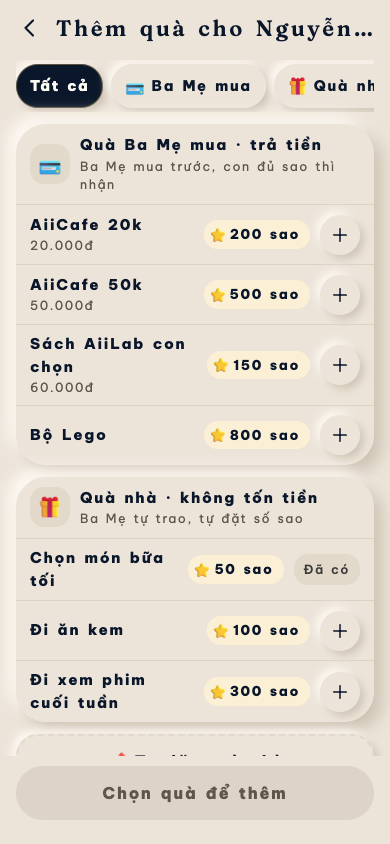 Thêm quà cho Nguyễn...
Tất cả
Ba Mẹ mua
Quà
Quà Ba Mẹ mua · trả tiền
Ba Mẹ mua trước, con đủ sao thì
nhận
AiiCafe 20k
20.000đ
200 sao
AiiCafe 50k
50.000đ
500 sao
Sách AiiLab con
chọn
60.000đ
150 sao
Bộ Lego
800 sao
Quà nhà · không tốn tiền
Ba Mẹ tự trao, tự đặt số sao
Chọn món bữa
tối
50 sao
Đã có
Đi ăn kem
100 sao
Đi xem phim
cuối tuần
300 sao
Chọn quà để thêm